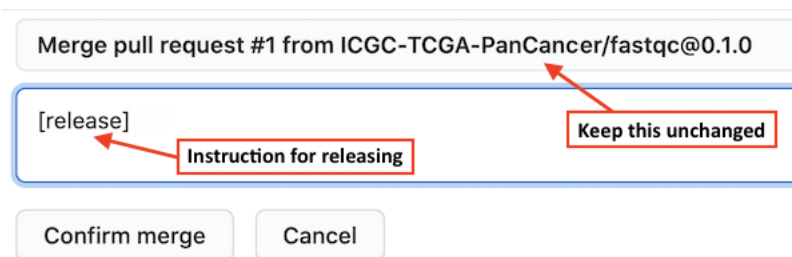 Merge pull request #1 from ICGC-TCGA-PanCancer/fastqc@0.1.0
[release]
Keep this unchanged
Instruction for releasing
Confirm merge
Cancel